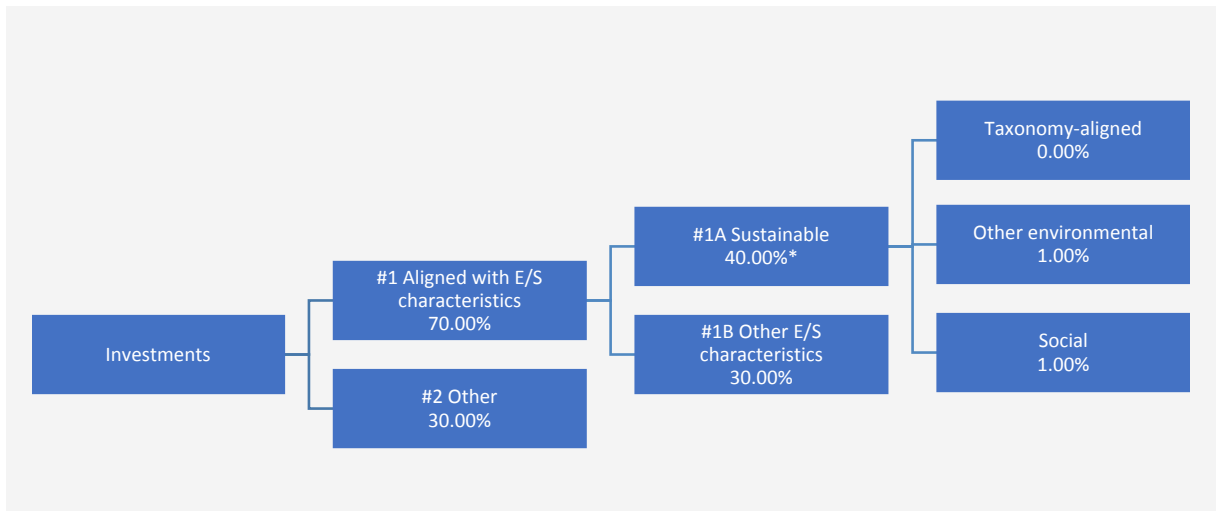 Investments
#1 Aligned with E/S
characteristics
70.00%
#2 Other
30.00%
#1A Sustainable
40.00%*
#1B Other E/S
characteristics
30.00%
Taxonomy-aligned
0.00%
Other environmental
1.00%
Social
1.00%